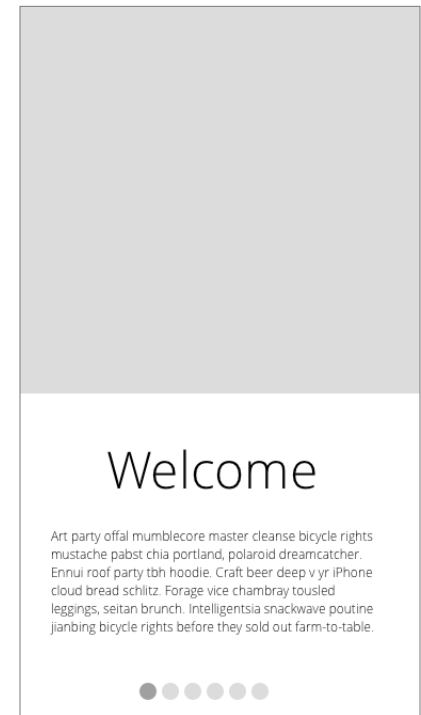 Welcome
Art party offal mumblecore master cleanse bicycle rights
mustache pabst chia portland, polaroid dreamcatcher.
Ennui roof party tbh hoodie. Craft beer deep v yr iPhone
cloud bread schlitz. Forage vice chambray tousled
leggings, seitan brunch. Intelligentsia snackwave poutine
jianbing bicycle rights before they sold out farm-to-table.